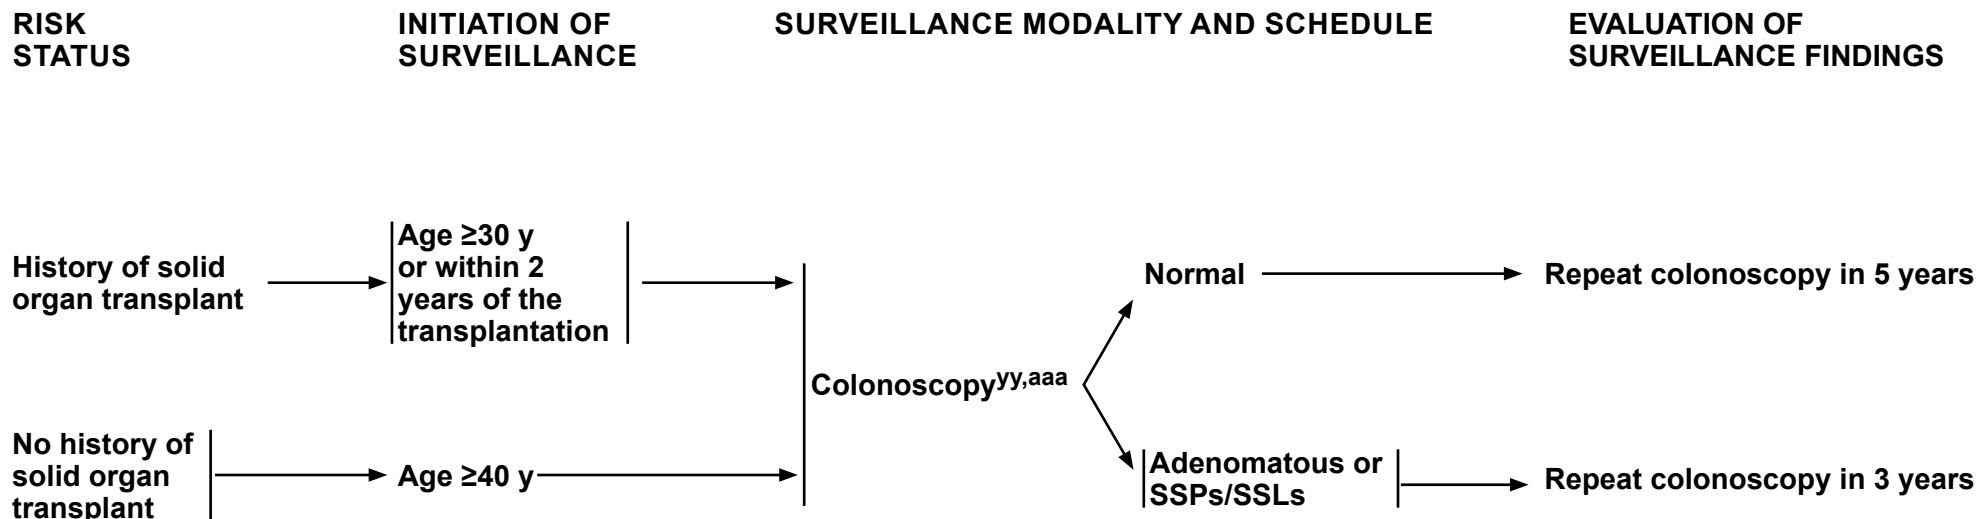 RISK
STATUS
INITIATION OF
SURVEILLANCE
SURVEILLANCE MODALITY AND SCHEDULE
EVALUATION OF
SURVEILLANCE FINDINGS
History of solid
organ transplant
Age ≥30 y
or within 2
years of the
transplantation
Normal
Repeat colonoscopy in 5 years
Colonoscopyyy,aaa
No history of
solid organ
transplant
Age ≥40 y
Adenomatous or
SSPs/SSLs
Repeat colonoscopy in 3 years